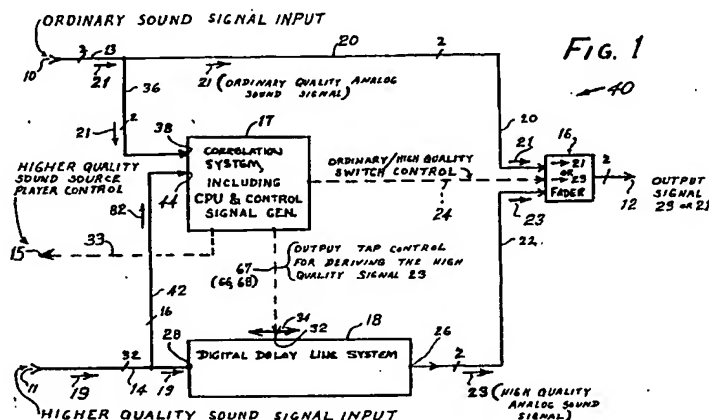 ORDINARY SOUND SIGNAL INPUT
FIG. 1
40
10
2
13
21
36
21 (ORDINARY QUALITY ANALOG
SOUND SIGNAL)
20
2
20
21
2
21
38
17
CORRELATION
SYSTEM,
INCLUDING
CPU & CONTROL
SIGNAL GEN.
44
HIGHER QUALITY
SOUND SOURCE
PLAYER CONTROL
15
33
82
42
16
ORDINARY/HIGH QUALITY
SWITCH CONTROL
24
16
21
OR
23
FADER
2
12
OUTPUT
SIGNAL
23 OR 21
23
22
67
(66, 68)
OUTPUT TAP CONTROL
FOR DERIVING THE HIGH
QUALITY SIGNAL 23
34
32
18
28
DIGITAL DELAY LINE SYSTEM
26
2
23
(HIGH QUALITY
ANALOG SOUND
SIGNAL)
11
19
32
14
19
HIGHER QUALITY SOUND SIGNAL INPUT